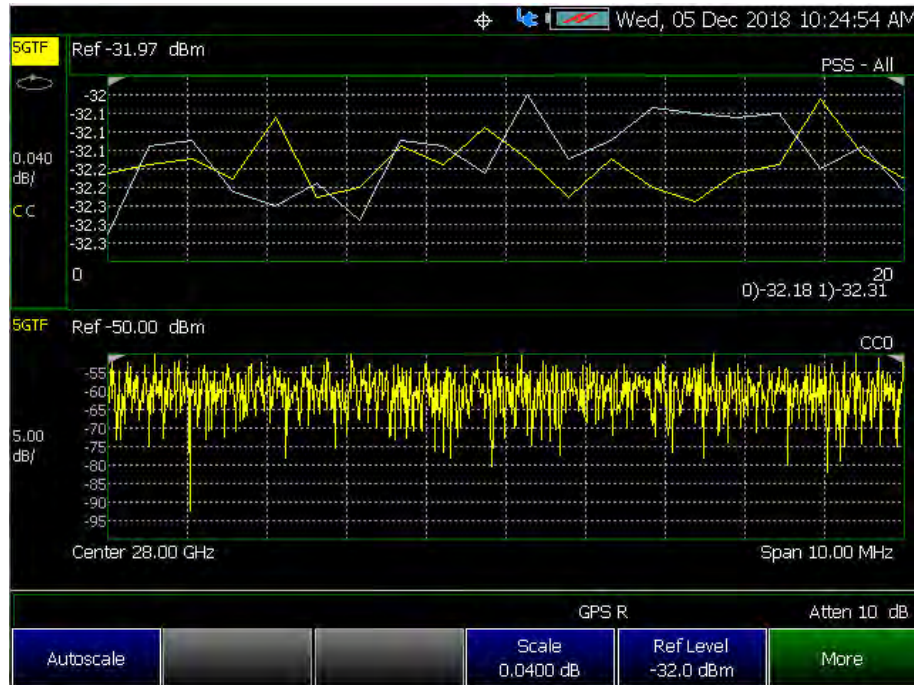 Wed, 05 Dec 2018 10:24:54 AM
5GTF
Ref -31.97 dBm
PSS - All
-32
-32.1
-32.1
0.040
dB/
-32.1
-32.2
-32.2
C C
-32.3
-32.3
-32.3
0
20
0)-32.18 1)-32.31
5GTF
Ref -50.00 dBm
CC0
-55
-60
-65
-70
5.00
dB/
-75
-80
-85
-90
-95
Center 28.00 GHz
Span 10.00 MHz
GPS R
Atten 10 dB
Autoscale
Scale
0.0400 dB
Ref Level
-32.0 dBm
More